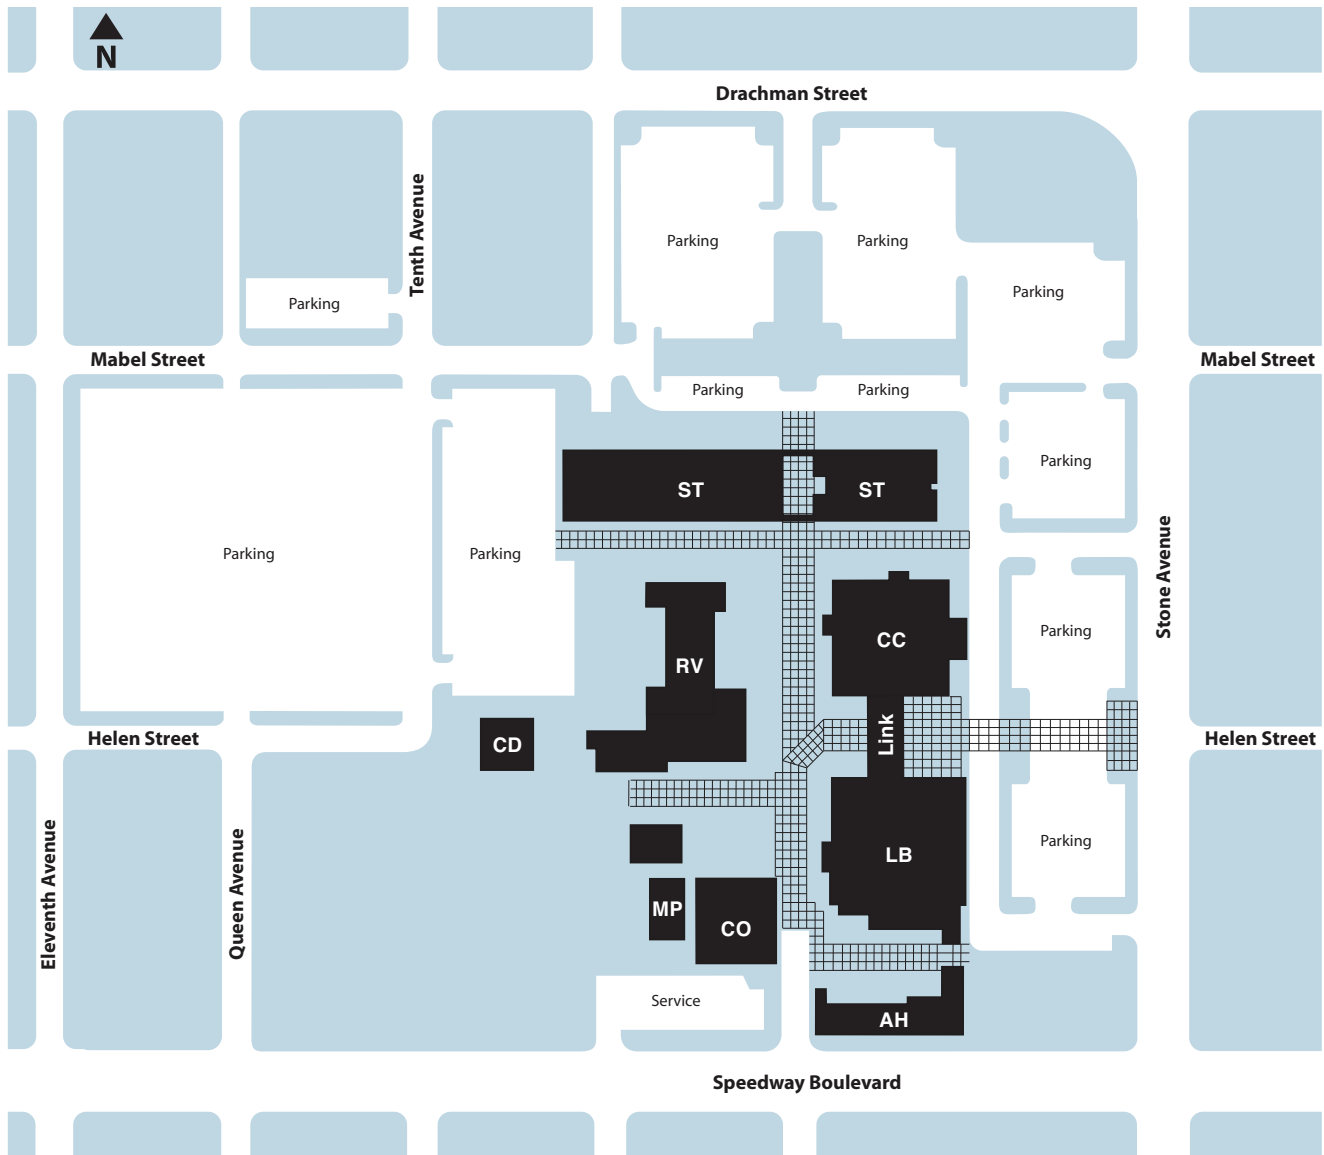 N
Drachman Street
Tenth Avenue
Parking
Parking
Parking
Parking
Mabel Street
Mabel Street
Parking
Parking
Parking
ST
ST
Parking
Parking
Stone Avenue
Parking
CC
RV
Link
Helen Street
CD
Helen Street
Eleventh Avenue
Queen Avenue
Parking
LB
MP
CO
Service
AH
Speedway Boulevard